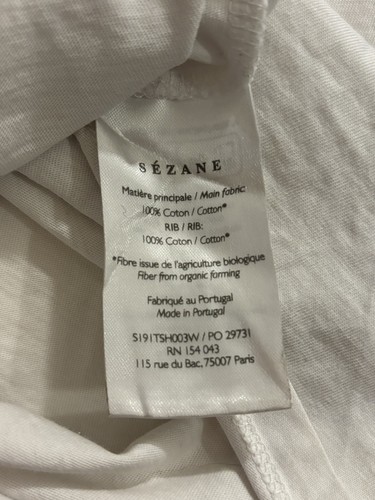 SÉZANE
Matière principale / Main fabric:
100% Coton / Cotton*
RIB / RIB:
100% Coton / Cotton*
*Fibre issue de l'agriculture biologique
Fiber from organic farming
Fabriqué au Portugal
Made in Portugal
S191TSH003W / PO 29731
RN 154 043
115 rue du Bac, 75007 Paris